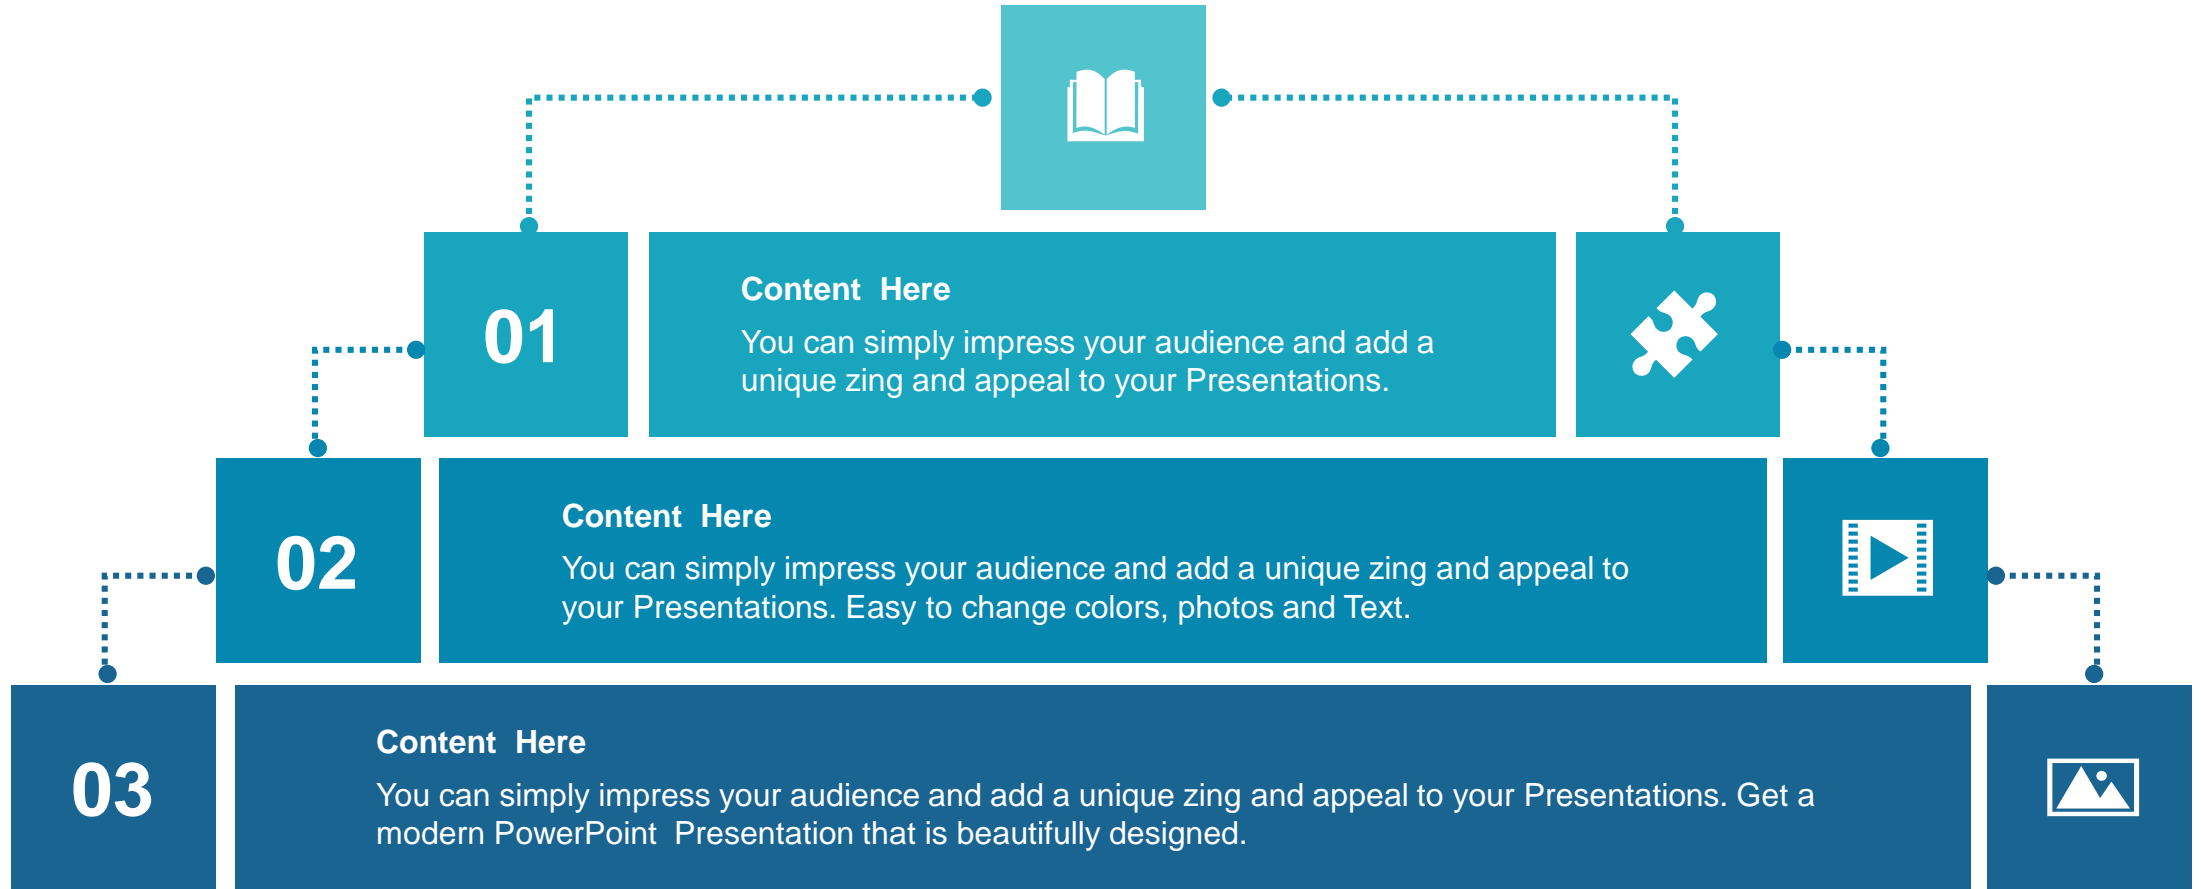 01
Content  Here
You can simply impress your audience and add a
unique zing and appeal to your Presentations.
02
Content  Here
You can simply impress your audience and add a unique zing and appeal to
your Presentations. Easy to change colors, photos and Text.
03
Content  Here
You can simply impress your audience and add a unique zing and appeal to your Presentations. Get a
modern PowerPoint  Presentation that is beautifully designed.